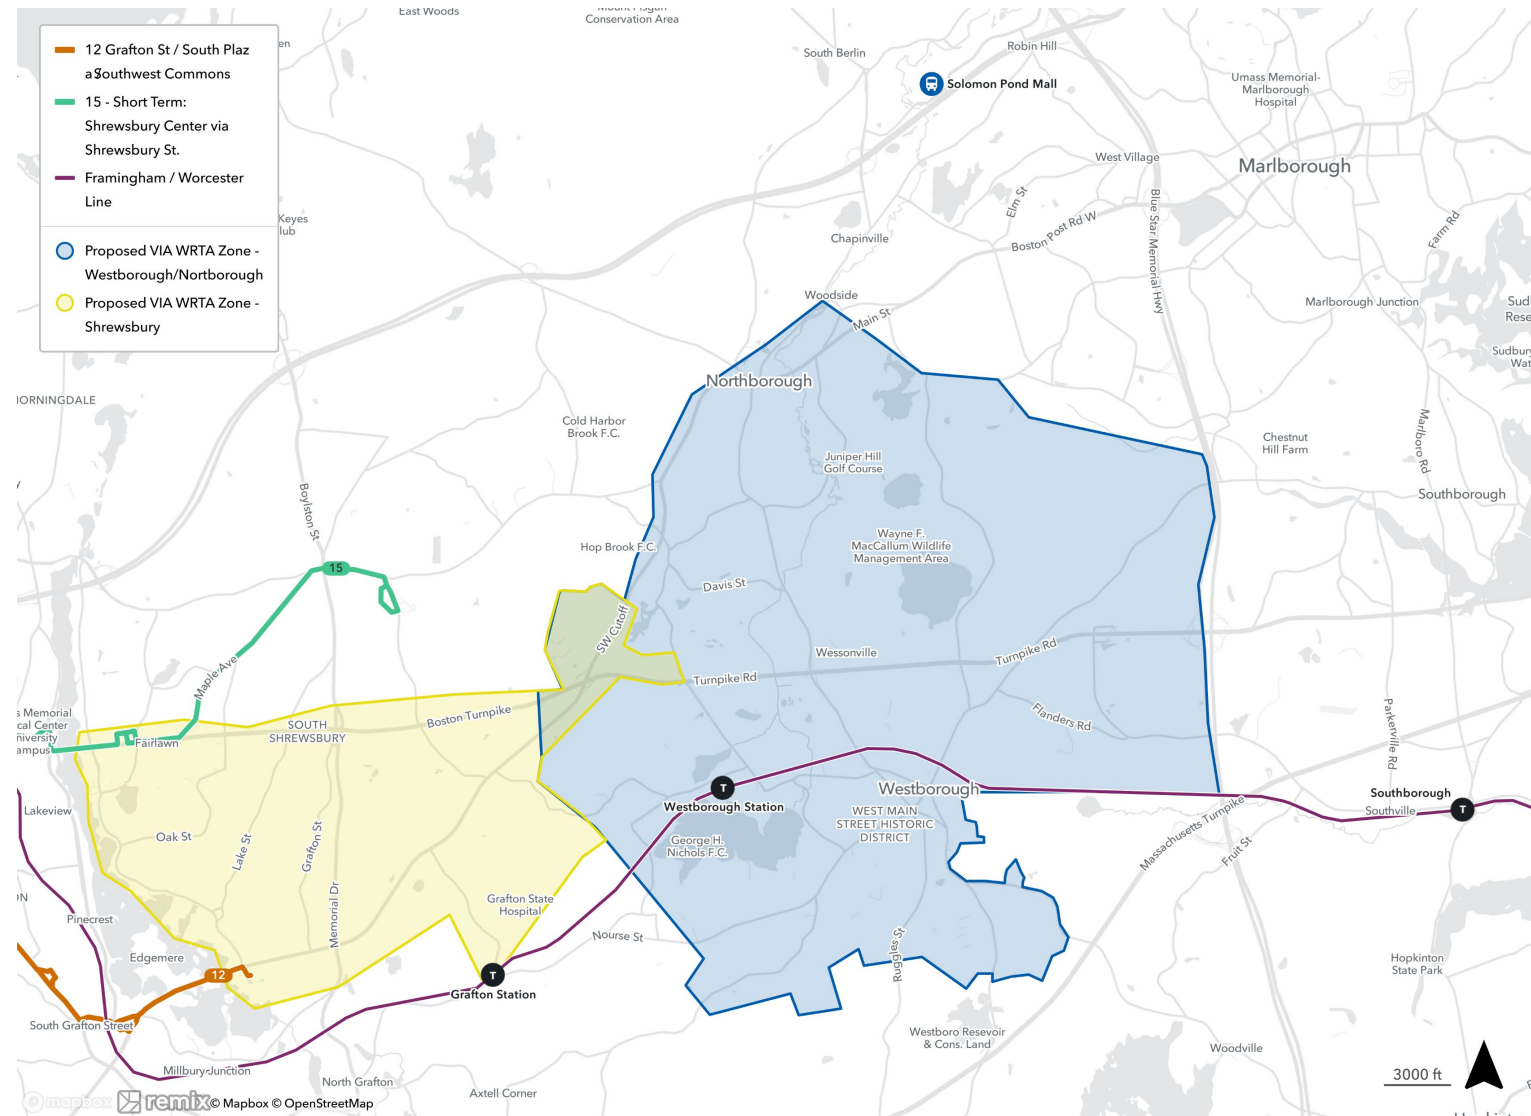 12 Grafton St / South Plaz
a Southwest Commons
15 - Short Term:
Shrewsbury Center via
Shrewsbury St.
Framingham / Worcester
Line
Proposed VIA WRTA Zone -
Westborough/Nortborough
Proposed VIA WRTA Zone -
Shrewsbury
East Woods
Conservation Area
South Berlin
Robin Hill
Solomon Pond Mall
Umass Memorial-
Marlborough
Hospital
West Village
Marlborough
Elm St
Blue Star Memorial Hwy
Boston Post Rd W
Farm Rd
Keyes
lub
Chapinville
Woodside
Main St
Marlborough Junction
Sud
Rese
Sudbury
Wat
Northborough
ORNINGDALE
Cold Harbor
Brook F.C.
Chestnut
Hill Farm
Marlboro Rd
Juniper Hill
Golf Course
Southborough
Boylston St
Wayne F.
MacCallum Wildlife
Management Area
Hop Brook F.C.
15
Davis St
SW Cutoff
Wessonville
Turnpike Rd
Turnpike Rd
Maple Ave
Boston Turnpike
SOUTH
SHREWSBURY
Flanders Rd
Parkerville Rd
s Memorial
cal Center
niversity
ampus
Fairlawn
T
Westborough Station
Westborough
WEST MAIN
STREET HISTORIC
DISTRICT
Southborough
T
Southville
Massachusetts Turnpike
Fruit St
Lakeview
Oak St
Lake St
Grafton St
George H.
Nichols F.C.
Memorial Dr
Grafton State
Hospital
Pinecrest
Nourse St
Ruggles St
Edgemere
12
T
Grafton Station
Hopkinton
State Park
South Grafton Street
Westboro Resevoir
& Cons. Land
Woodville
Millbury Junction
North Grafton
Axtell Corner
3000 ft
mapbox remix © Mapbox © OpenStreetMap